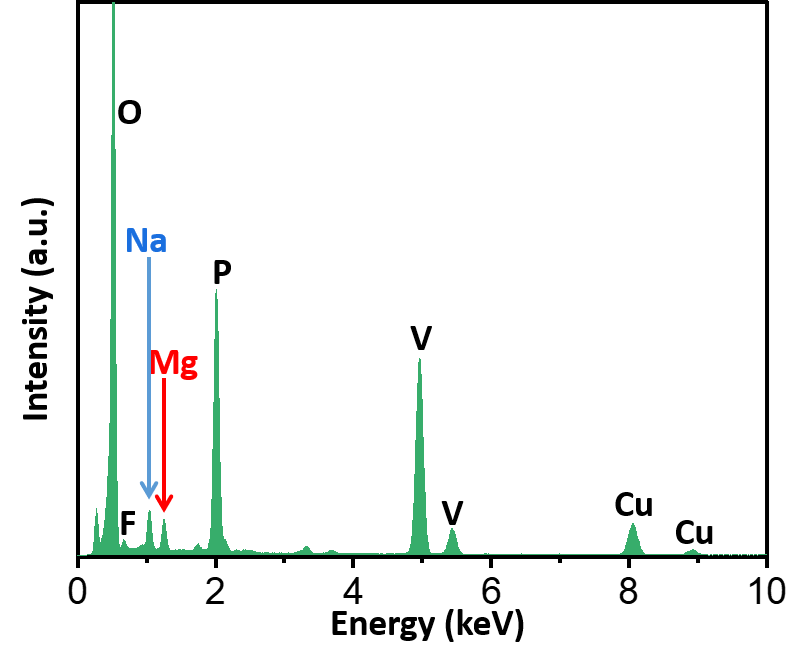 O
Na
P
Mg
V
F
V
Cu
Cu
0 2 4 6 8 10
Energy (keV)
Intensity (a.u.)